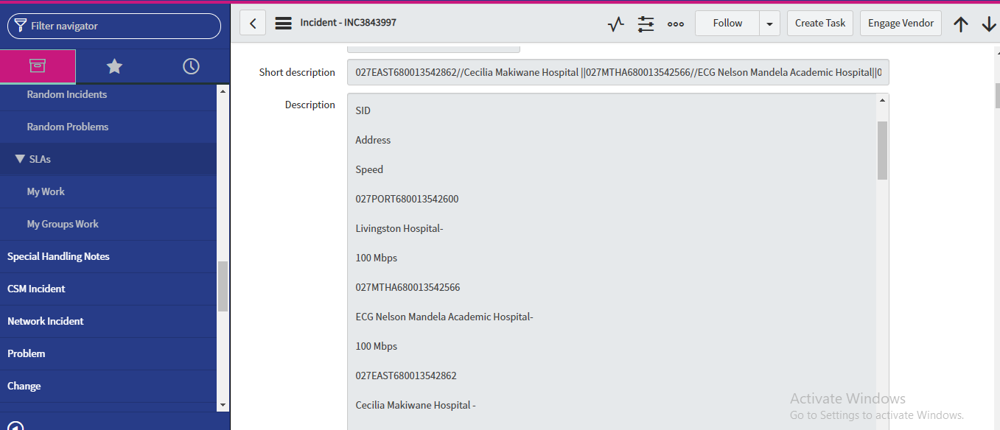 Filter navigator
Random Incidents
Random Problems
SLAs
My Work
My Groups Work
Special Handling Notes
CSM Incident
Network Incident
Problem
Change
Incident - INC3843997
Follow
Create Task
Engage Vendor
Short description
027EAST680013542862//Cecilia Makiwane Hospital ||027MTHA680013542566//ECG Nelson Mandela Academic Hospital||0
Description
SID
Address
Speed
027PORT680013542600
Livingston Hospital-
100 Mbps
027MTHA680013542566
ECG Nelson Mandela Academic Hospital-
100 Mbps
027EAST680013542862
Cecilia Makiwane Hospital -
Activate Windows
Go to Settings to activate Windows.